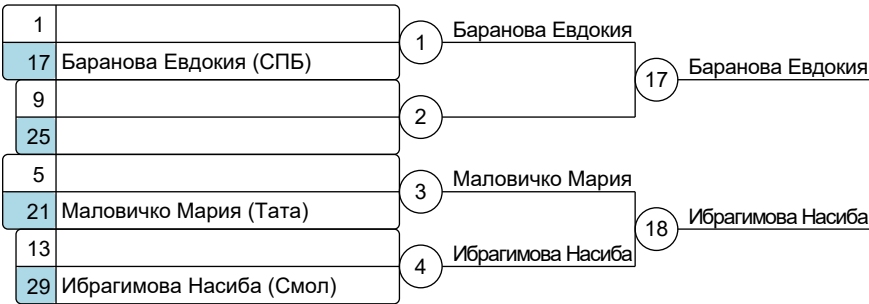 1
17 Баранова Евдокия (СПБ)
1
Баранова Евдокия
9
25
2
17
Баранова Евдокия
5
21 Маловичко Мария (Тата)
3
Маловичко Мария
13
29 Ибрагимова Насиба (Смол)
4
Ибрагимова Насиба
18
Ибрагимова Насиба